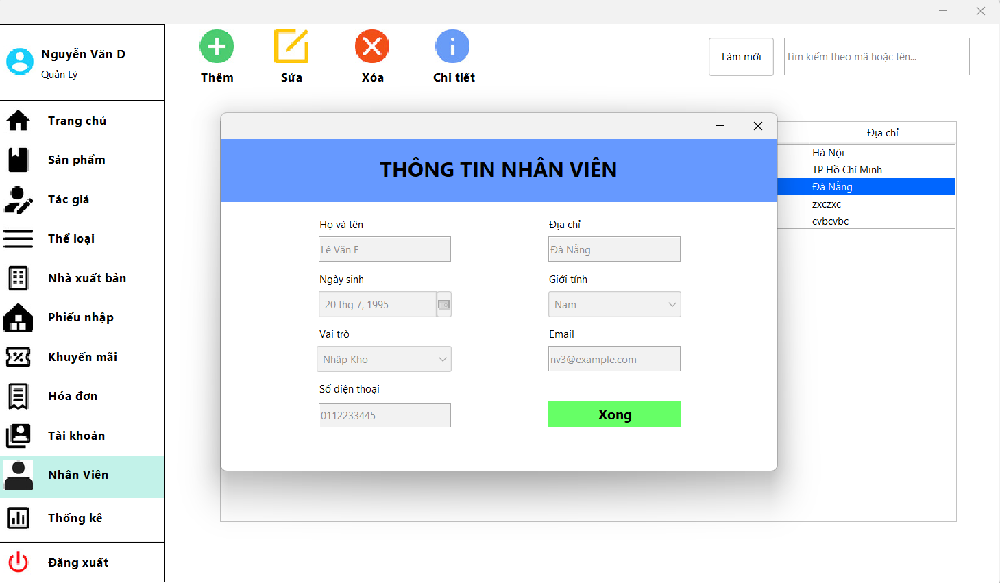 Nguyễn Văn D
Quản Lý
Trang chủ
Sản phẩm
Tác giả
Thể loại
Nhà xuất bản
Phiếu nhập
Khuyến mãi
Hóa đơn
Tài khoản
Nhân Viên
Thống kê
Đăng xuất
Thêm
Sửa
Xóa
Chi tiết
Làm mới
Tìm kiếm theo mã hoặc tên...
Địa chỉ
Hà Nội
TP Hồ Chí Minh
Đà Nẵng
zxczxc
cvbcvbc
THÔNG TIN NHÂN VIÊN
Họ và tên
Lê Văn F
Địa chỉ
Đà Nẵng
Ngày sinh
20 thg 7, 1995
Giới tính
Nam
Vai trò
Nhập Kho
Email
nv3@example.com
Số điện thoại
0112233445
Xong